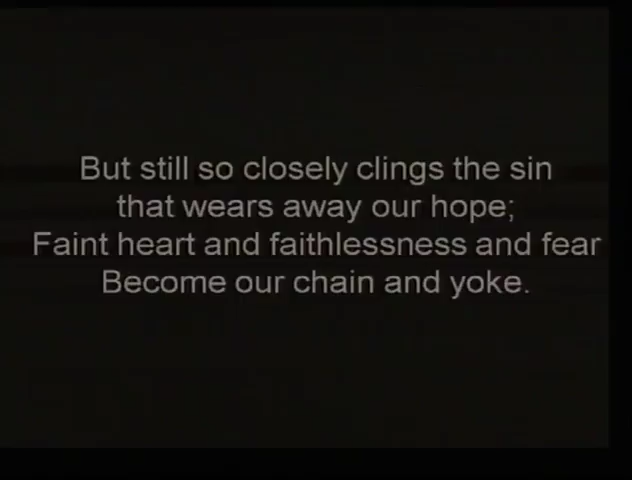 But still so closely clings the sin
that wears away our hope;
Faint heart and faithlessness and fear
Become our chain and yoke.